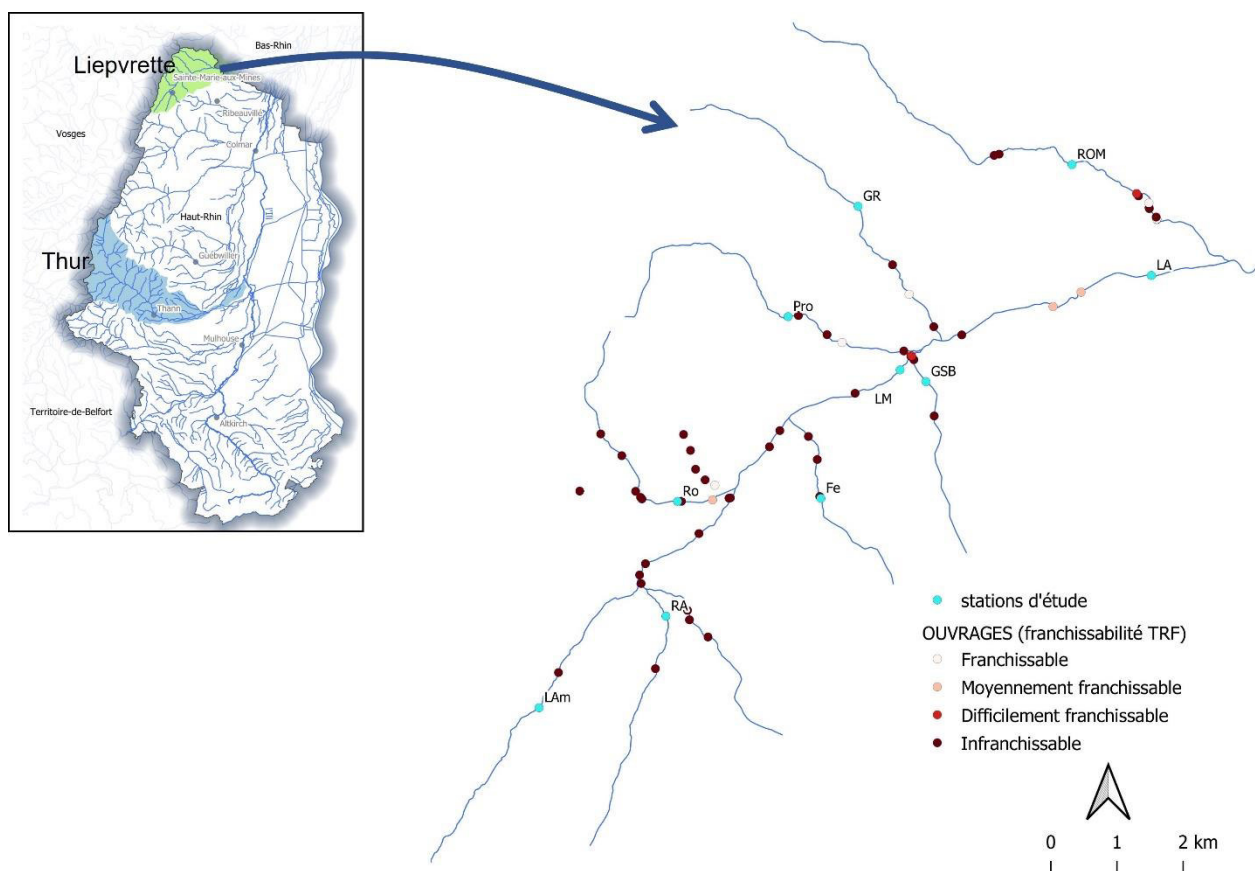 Bas-Rhin
Liepvrette
Sainte-Marie-aux-Mines
Ribeauvillé
Vosges
Colmar
Haut-Rhin
Guebwiller
Thur
Thann
Mulhouse
Territoire-de-Belfort
Altkirch
ROM
GR
LA
Pro
GSB
LM
Ro
Fe
RA
LAm
stations d'étude
OUVRAGES (franchissabilité TRF)
Franchissable
Moyennement franchissable
Difficilement franchissable
Infranchissable
0 1 2 km